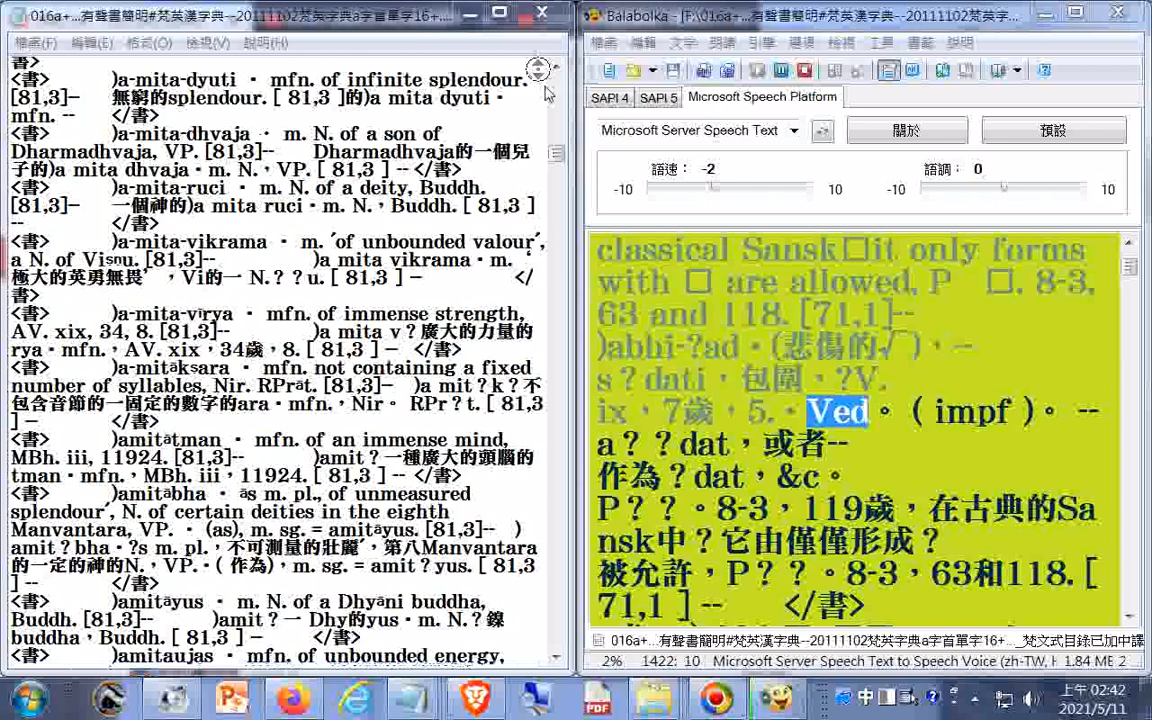 016a+...有聲書簡明#梵英漢字典--20111102梵英字典a字首單字16+...
檔案(F) 編輯(E) 格式(O) 檢視(V) 說明(H)
書>
<書> )a-mita-dyuti · mfn. of infinite splendour.
[81,3]-- 無窮的splendour. [ 81,3 ]的)a mita dyuti·
mfn. -- </書>
<書> )a-mita-dhvaja · m. N. of a son of
Dharmadhvaja, VP. [81,3]-- Dharmadhvaja的一個兒
子的)a mita dhvaja·m. N.,VP. [ 81,3 ] -- </書>
<書> )a-mita-ruci · m. N. of a deity, Buddh.
[81,3]-- 一個神的)a mita ruci·m. N.,Buddh. [ 81,3 ]
-- </書>
<書> )a-mita-vikrama · m. 'of unbounded valour',
a N. of Viṣṇu. [81,3]-- )a mita vikrama·m. ‘
極大的英勇無畏’,Vi的一 N.??u. [ 81,3 ] -- </
書>
<書> )a-mita-vīrya · mfn. of immense strength,
AV. xix, 34, 8. [81,3]-- )a mita v?廣大的力量的
rya·mfn.,AV. xix,34歲,8. [ 81,3 ] -- </書>
<書> )a-mitākṣara · mfn. not containing a fixed
number of syllables, Nir. RPrāt. [81,3]-- )a mit?k?不
包含音節的一固定的數字的ara·mfn.,Nir。RPr?t. [ 81,3
] -- </書>
<書> )amitātman · mfn. of an immense mind,
MBh. iii, 11924. [81,3]-- )amit?一種廣大的頭腦的
tman·mfn.,MBh. iii,11924. [ 81,3 ] -- </書>
<書> )amitābha · ās m. pl., of unmeasured
splendour', N. of certain deities in the eighth
Manvantara, VP. · (as), m. sg. = amitāyus. [81,3]-- )
amit?bha·?s m. pl.,不可測量的壯麗’,第八Manvantara
的一定的神的N.,VP.·( 作為), m. sg. = amit?yus. [ 81,3
] -- </書>
<書> )amitāyus · m. N. of a Dhyāni buddha,
Buddh. [81,3]-- )amit?一 Dhy的yus·m. N.?鎳
buddha,Buddh. [ 81,3 ] -- </書>
<書> )amitaujas · mfn. of unbounded energy,
Balabolka - [F:\016a+...有聲書簡明#梵英漢字典--20111102梵英字...
檔案 編輯 文字 朗讀 引擎 選項 檢視 工具 書籤 說明
SAPI 4 SAPI 5 Microsoft Speech Platform
Microsoft Server Speech Text 關於 預設
語速: -2 語調: 0
-10 10 -10 10
classical Sansk□it only forms
with □ are allowed, P □. 8-3,
63 and 118. [71,1]--
)abhi-?ad·(悲傷的√ ),--
s?dati,包圍,?V.
ix,7歲,5.·Ved。( impf )。 --
a??dat,或者--
作為?dat,&c。
P??。8-3,119歲,在古典的Sa
nsk中?它由僅僅形成?
被允許,P??。8-3,63和118. [
71,1 ] -- </書>
016a+...有聲書簡明#梵英漢字典--20111102梵英字典a字首單字16+..._梵文式目錄已加中譯
2% 1422: 10 Microsoft Server Speech Text to Speech Voice (zh-TW, H 1.84 ME 2
中
上午 02:42
2021/5/11